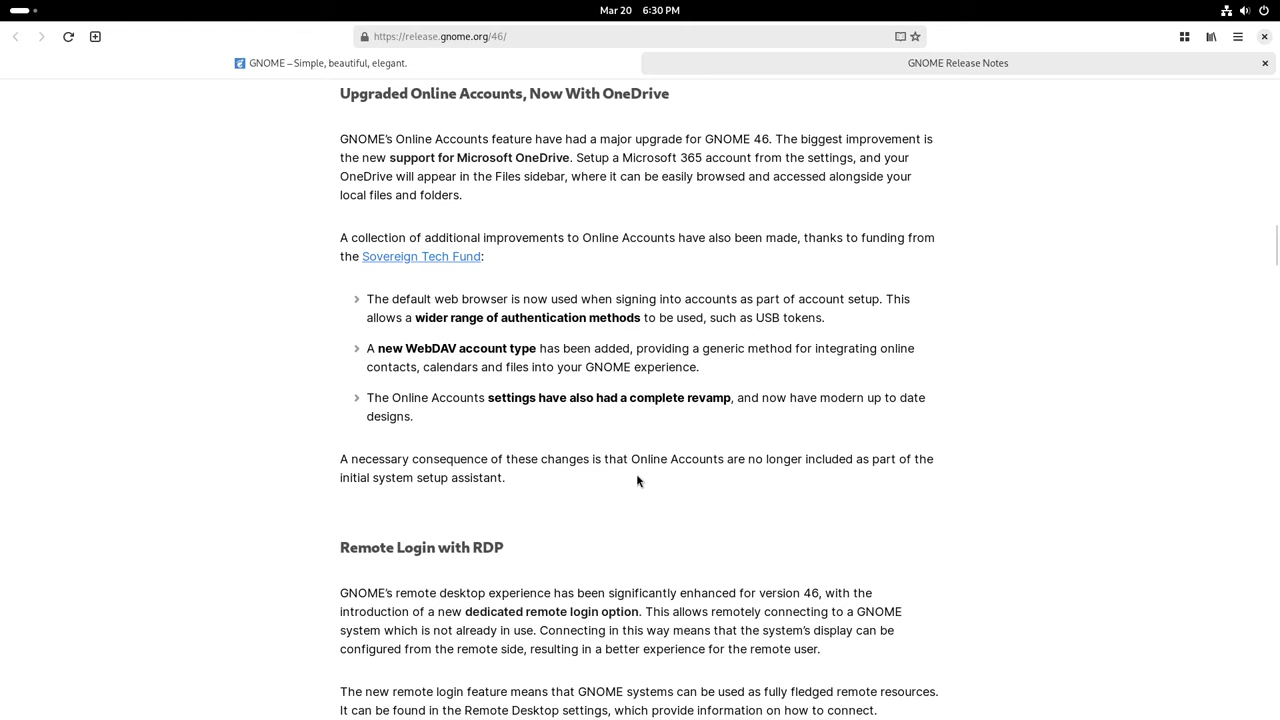 Mar 20 6:30 PM
https://release.gnome.org/46/
GNOME – Simple, beautiful, elegant.
GNOME Release Notes
Upgraded Online Accounts, Now With OneDrive
GNOME's Online Accounts feature have had a major upgrade for GNOME 46. The biggest improvement is
the new support for Microsoft OneDrive. Setup a Microsoft 365 account from the settings, and your
OneDrive will appear in the Files sidebar, where it can be easily browsed and accessed alongside your
local files and folders.
A collection of additional improvements to Online Accounts have also been made, thanks to funding from
the Sovereign Tech Fund:
The default web browser is now used when signing into accounts as part of account setup. This
allows a wider range of authentication methods to be used, such as USB tokens.
A new WebDAV account type has been added, providing a generic method for integrating online
contacts, calendars and files into your GNOME experience.
The Online Accounts settings have also had a complete revamp, and now have modern up to date
designs.
A necessary consequence of these changes is that Online Accounts are no longer included as part of the
initial system setup assistant.
Remote Login with RDP
GNOME's remote desktop experience has been significantly enhanced for version 46, with the
introduction of a new dedicated remote login option. This allows remotely connecting to a GNOME
system which is not already in use. Connecting in this way means that the system's display can be
configured from the remote side, resulting in a better experience for the remote user.
The new remote login feature means that GNOME systems can be used as fully fledged remote resources.
It can be found in the Remote Desktop settings, which provide information on how to connect.